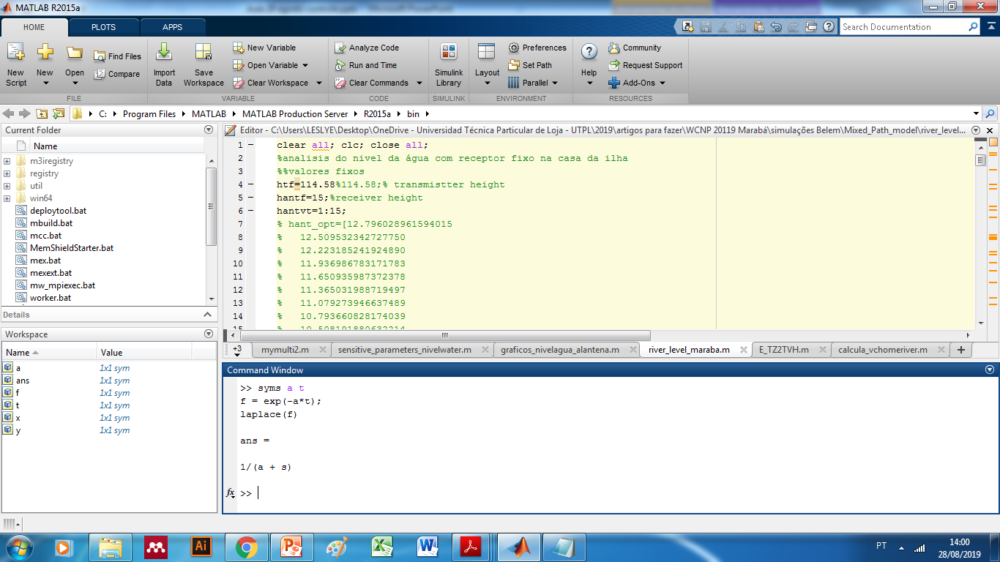 MATLAB R2015a
HOME
PLOTS
APPS
Search Documentation
New Script
New
Open
Find Files
Compare
Import Data
Save Workspace
New Variable
Open Variable
Clear Workspace
Analyze Code
Run and Time
Clear Commands
Simulink Library
Layout
Preferences
Set Path
Parallel
Help
Community
Request Support
Add-Ons
FILE
VARIABLE
CODE
SIMULINK
ENVIRONMENT
RESOURCES
C: Program Files MATLAB MATLAB Production Server R2015a bin
Current Folder
Name
m3iregistry
registry
util
win64
deploytool.bat
mbuild.bat
mcc.bat
MemShieldStarter.bat
mex.bat
mexext.bat
mw_mpiexec.bat
worker.bat
Details
Workspace
Name Value
a 1x1 sym
ans 1x1 sym
f 1x1 sym
t 1x1 sym
x 1x1 sym
y 1x1 sym
Editor - C:\Users\LESLYE\Desktop\OneDrive - Universidad Técnica Particular de Loja - UTPL\2019\artigos para fazer\WCNP 20119 Marabá\simulações Belem\Mixed_Path_model\river_level...
1 clear all; clc; close all;
2 %analisis do nivel da água com receptor fixo na casa da ilha
3 %%valores fixos
4 htf=114.58%114.58;% transmistter height
5 hantf=15;%receiver height
6 hantvt=1:15;
7 % hant_opt=[12.796028961594015
8 % 12.509532342727750
9 % 12.223185241924890
10 % 11.936986783171783
11 % 11.650935987372378
12 % 11.365031988719497
13 % 11.079273946637489
14 % 10.793660828174039
15 % 10.508191880632214
+3
mymulti2.m
sensitive_parameters_nivelwater.m
graficos_nivelagua_alantena.m
river_level_maraba.m
E_TZ2TVH.m
calcula_vchomeriver.m
Command Window
>> syms a t
f = exp(-a*t);
laplace(f)
ans =
1/(a + s)
fx >>
Ai
PT
14:00
28/08/2019